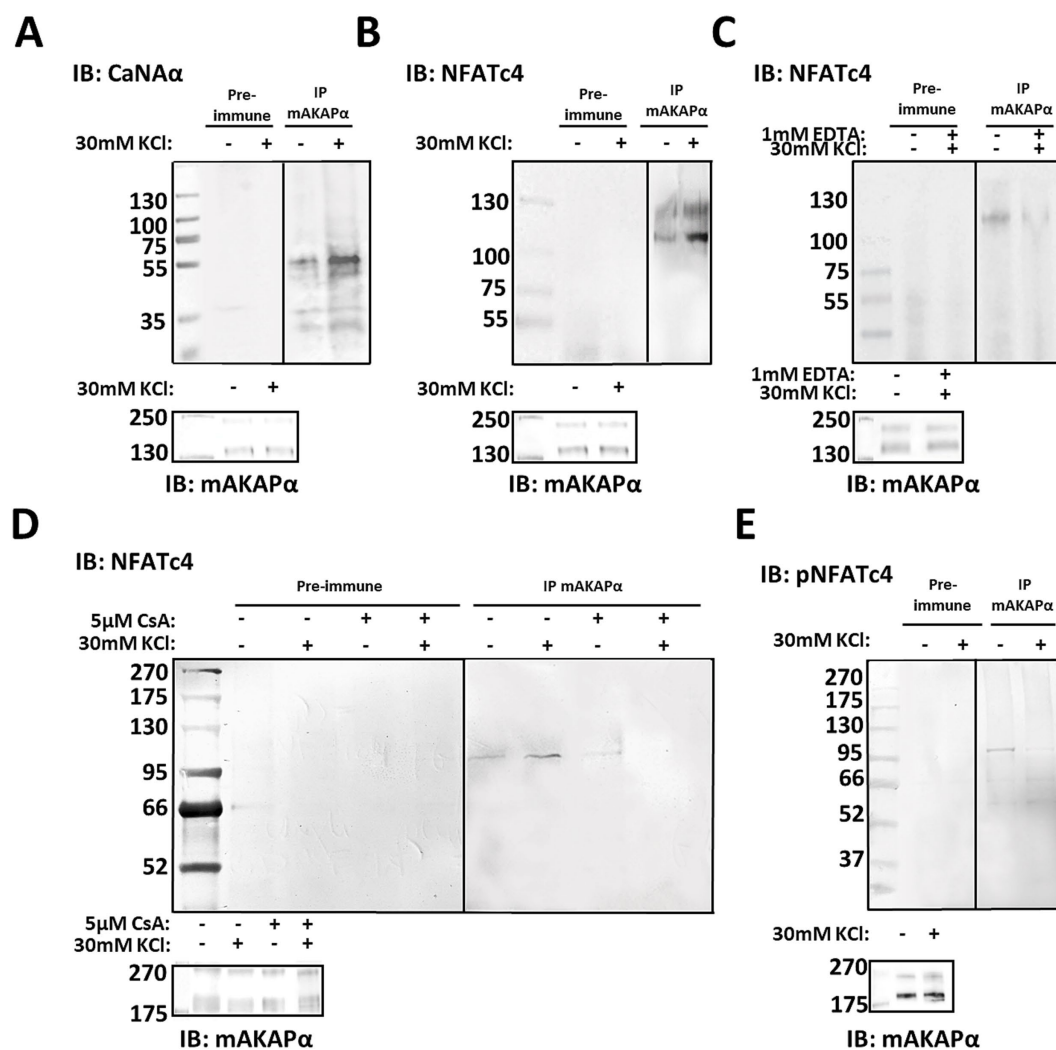 A
IB: CaNAα
Pre-
immune
IP
mAKAPα
30mM KCl: - +
130
100
75
55
35
30mM KCl: - +
250
130
IB: mAKAPα
B
IB: NFATc4
Pre-
immune
IP
mAKAPα
30mM KCl: - + - +
130
100
75
55
30mM KCl: - +
250
130
IB: mAKAPα
C
IB: NFATc4
Pre-
immune
IP
mAKAPα
1mM EDTA: - + - +
30mM KCl: - + - +
130
100
75
55
1mM EDTA: - +
30mM KCl: - +
250
130
IB: mAKAPα
D
IB: NFATc4
Pre-immune
IP mAKAPα
5µM CsA: - - + + - - + +
30mM KCl: - + - + - + - +
270
175
130
95
66
52
5µM CsA: - - + +
30mM KCl: - + - +
270
175
IB: mAKAPα
E
IB: pNFATc4
Pre-
immune
IP
mAKAPα
30mM KCl: - + - +
270
175
130
95
66
52
37
30mM KCl: - +
270
175
IB: mAKAPα